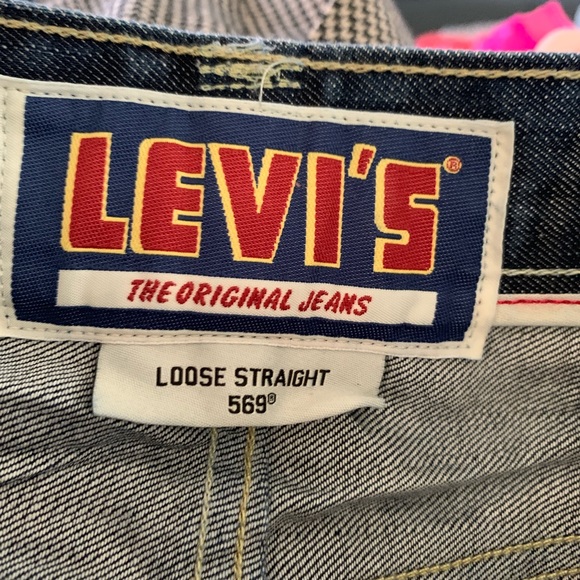 LEVI'S®
THE ORIGINAL JEANS
LOOSE STRAIGHT
569®